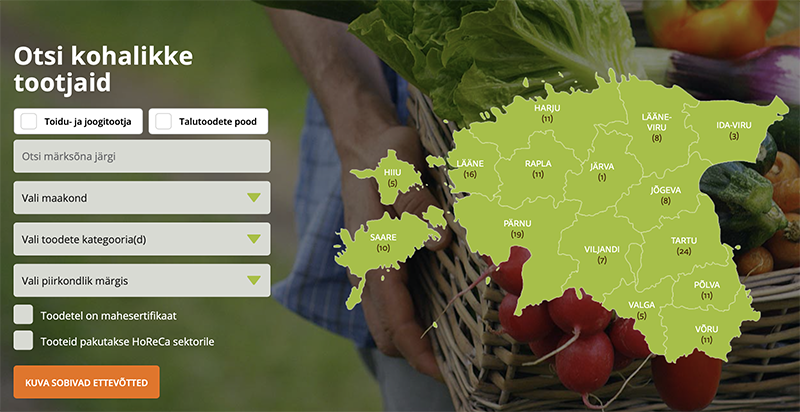 Otsi kohalikke
tootjaid
Toidu- ja joogitootja
Talutoodete pood
Otsi märksõna järgi
Vali maakond
Vali toodete kategooria(d)
Vali piirkondlik märgis
Toodetel on mahesertifikaat
Tooteid pakutakse HoReCa sektorile
KUVA SOBIVAD ETTEVÕTTED
HARJU
(11)
LÄÄNE-
VIRU
(8)
IDA-VIRU
(3)
HIIU
(5)
LÄÄNE
(16)
RAPLA
(11)
JÄRVA
(1)
JÕGEVA
(8)
SAARE
(10)
PÄRNU
(19)
VILJANDI
(7)
TARTU
(24)
PÕLVA
(11)
VALGA
(5)
VÕRU
(11)